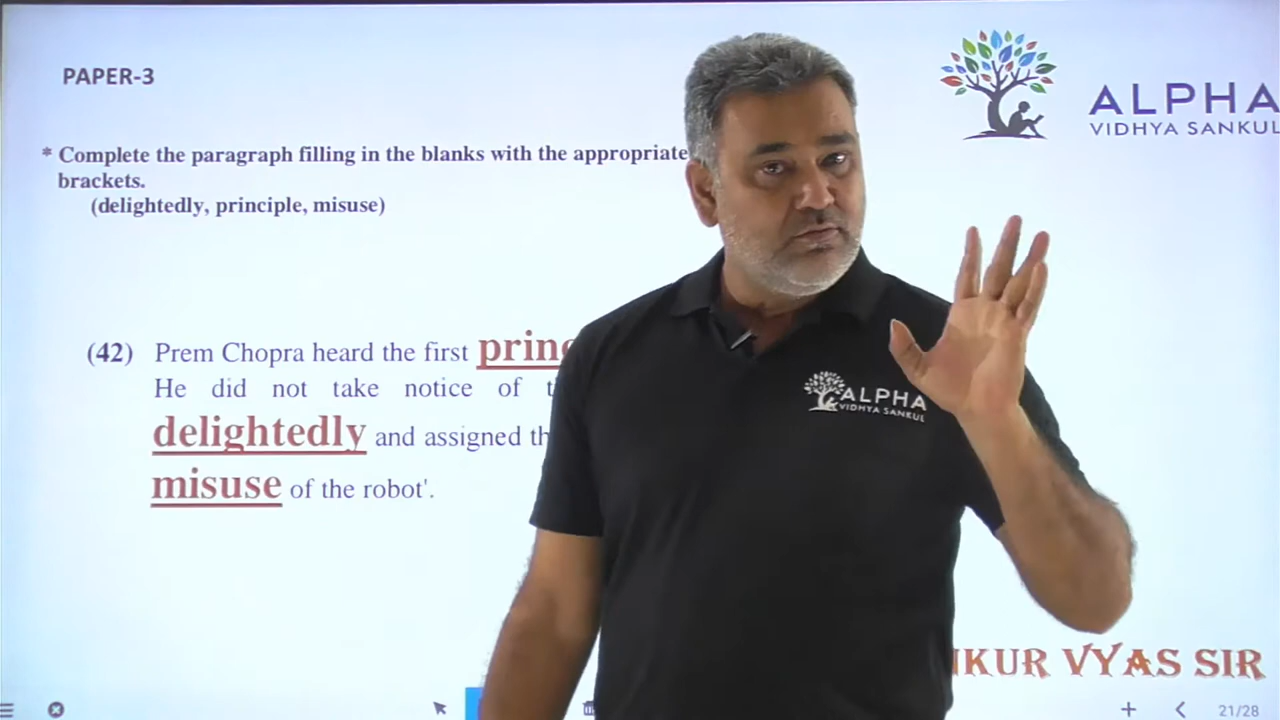 PAPER-3
ALPHA
VIDHYA SANKUL
* Complete the paragraph filling in the blanks with the appropriate
brackets.
(delightedly, principle, misuse)
(42) Prem Chopra heard the first
He did not take notice of
delightedly and assigned
misuse of the robot'.
ALPHA
VIDHYA SANKUL
VYAS SIR
21/28